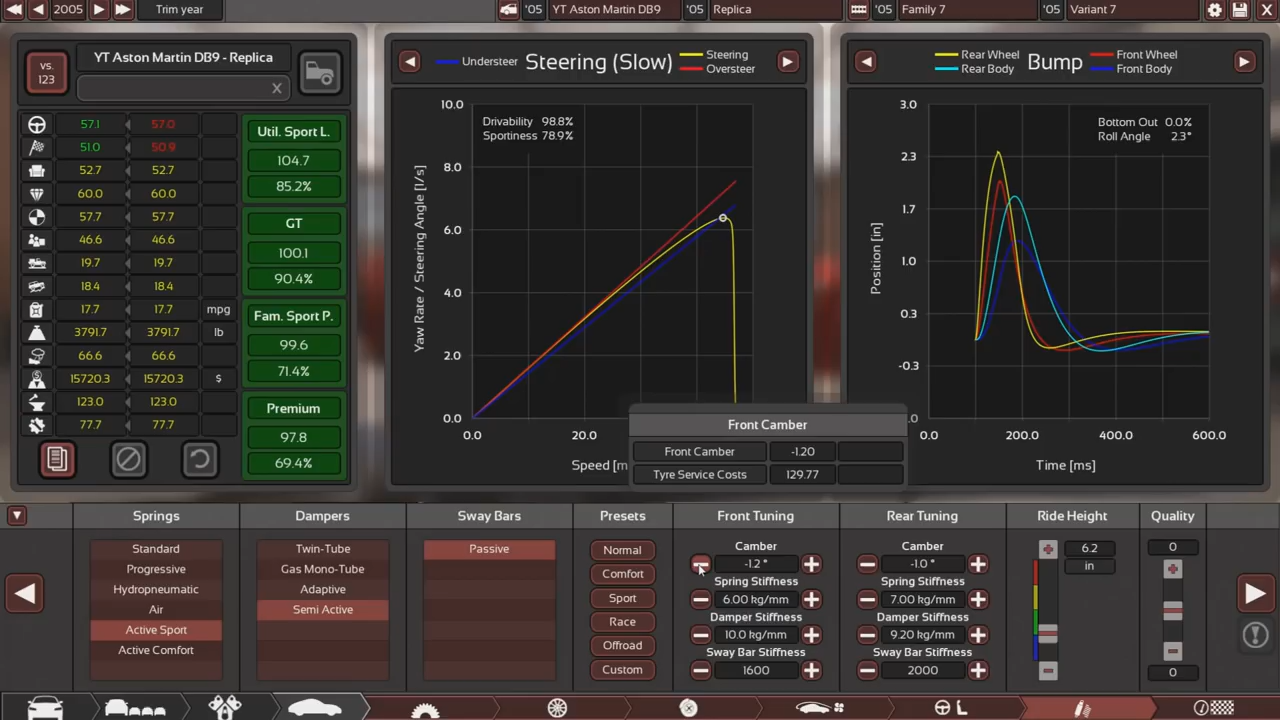 2005 Trim year '05 YT Aston Martin DB9 '05 Replica '05 Family 7 '05 Variant 7
vs.
123
YT Aston Martin DB9 - Replica
X
57.1 57.0
51.0 50.9
52.7 52.7
60.0 60.0
57.7 57.7
46.6 46.6
19.7 19.7
18.4 18.4
17.7 17.7 mpg
3791.7 3791.7 lb
66.6 66.6
15720.3 15720.3 $
123.0 123.0
77.7 77.7
Util. Sport L.
104.7
85.2%
GT
100.1
90.4%
Fam. Sport P.
99.6
71.4%
Premium
97.8
69.4%
Understeer Steering (Slow) Steering
Oversteer
10.0
8.0
6.0
4.0
2.0
0.0
Drivability 98.8%
Sportiness 78.9%
Yaw Rate / Steering Angle [l/s]
0.0 20.0
Speed [m
Rear Wheel Bump Front Wheel
Rear Body Front Body
3.0
2.3
1.7
1.0
0.3
-0.3
.0
Bottom Out 0.0%
Roll Angle 2.3°
Position [in]
0.0 200.0 400.0 600.0
Time [ms]
Front Camber
Front Camber -1.20
Tyre Service Costs 129.77
Springs
Standard
Progressive
Hydropneumatic
Air
Active Sport
Active Comfort
Dampers
Twin-Tube
Gas Mono-Tube
Adaptive
Semi Active
Sway Bars
Passive
Presets
Normal
Comfort
Sport
Race
Offroad
Custom
Front Tuning
Camber
-1.2 °
Spring Stiffness
6.00 kg/mm
Damper Stiffness
10.0 kg/mm
Sway Bar Stiffness
1600
Rear Tuning
Camber
-1.0 °
Spring Stiffness
7.00 kg/mm
Damper Stiffness
9.20 kg/mm
Sway Bar Stiffness
2000
Ride Height
6.2
in
Quality
0
0